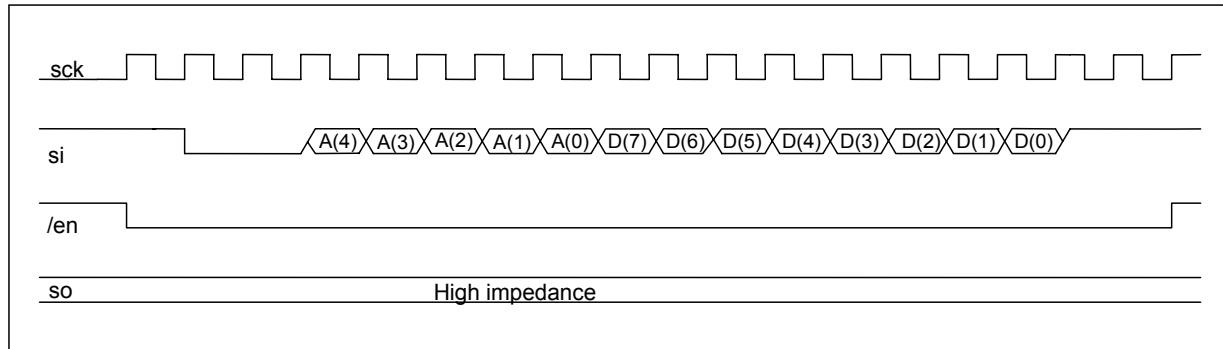 sck
si A(4) A(3) A(2) A(1) A(0) D(7) D(6) D(5) D(4) D(3) D(2) D(1) D(0)
/en
so High impedance